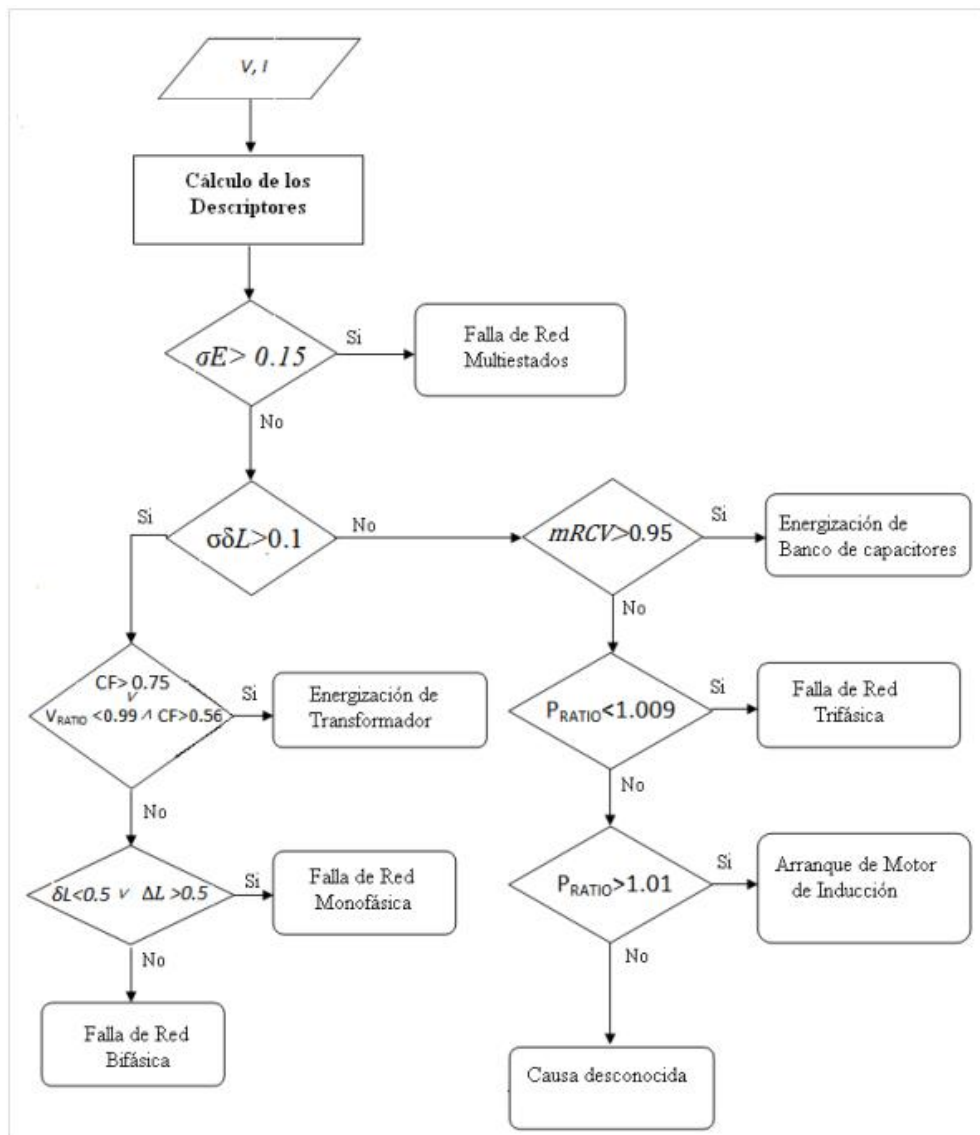 V, I
Cálculo de los
Descriptores
σE> 0.15
Si
Falla de Red
Multiestados
No
σδL>0.1
Si
No
mRCV>0.95
Si
Energización de
Banco de capacitores
No
CF> 0.75
v
VRATIO <0.99 ∧ CF>0.56
Si
Energización de
Transformador
PRATIO<1.009
Si
Falla de Red
Trifásica
No
No
δL<0.5 v ΔL >0.5
Si
Falla de Red
Monofásica
PRATIO>1.01
Si
Arranque de Motor
de Inducción
No
No
Falla de Red
Bifásica
Causa desconocida